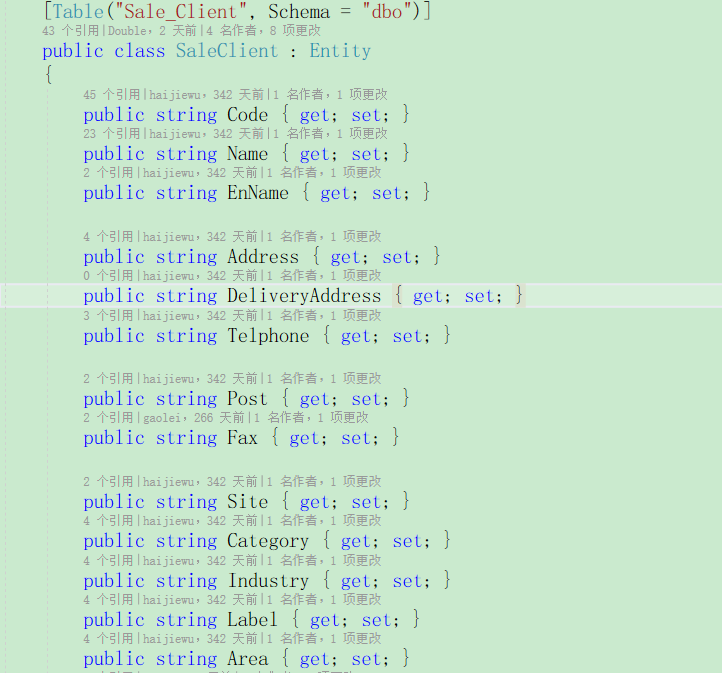 [Table("Sale_Client", Schema = "dbo")]
43 个引用|Double，2 天前|4 名作者，8 项更改
public class SaleClient : Entity
{
45 个引用|haijiewu，342 天前|1 名作者，1 项更改
public string Code { get; set; }
23 个引用|haijiewu，342 天前|1 名作者，1 项更改
public string Name { get; set; }
2 个引用|haijiewu，342 天前|1 名作者，1 项更改
public string EnName { get; set; }
4 个引用|haijiewu，342 天前|1 名作者，1 项更改
public string Address { get; set; }
0 个引用|haijiewu，342 天前|1 名作者，1 项更改
public string DeliveryAddress { get; set; }
3 个引用|haijiewu，342 天前|1 名作者，1 项更改
public string Telphone { get; set; }
2 个引用|haijiewu，342 天前|1 名作者，1 项更改
public string Post { get; set; }
2 个引用|gaolei，266 天前|1 名作者，1 项更改
public string Fax { get; set; }
2 个引用|haijiewu，342 天前|1 名作者，1 项更改
public string Site { get; set; }
4 个引用|haijiewu，342 天前|1 名作者，1 项更改
public string Category { get; set; }
4 个引用|haijiewu，342 天前|1 名作者，1 项更改
public string Industry { get; set; }
4 个引用|haijiewu，342 天前|1 名作者，1 项更改
public string Label { get; set; }
4 个引用|haijiewu，342 天前|1 名作者，1 项更改
public string Area { get; set; }